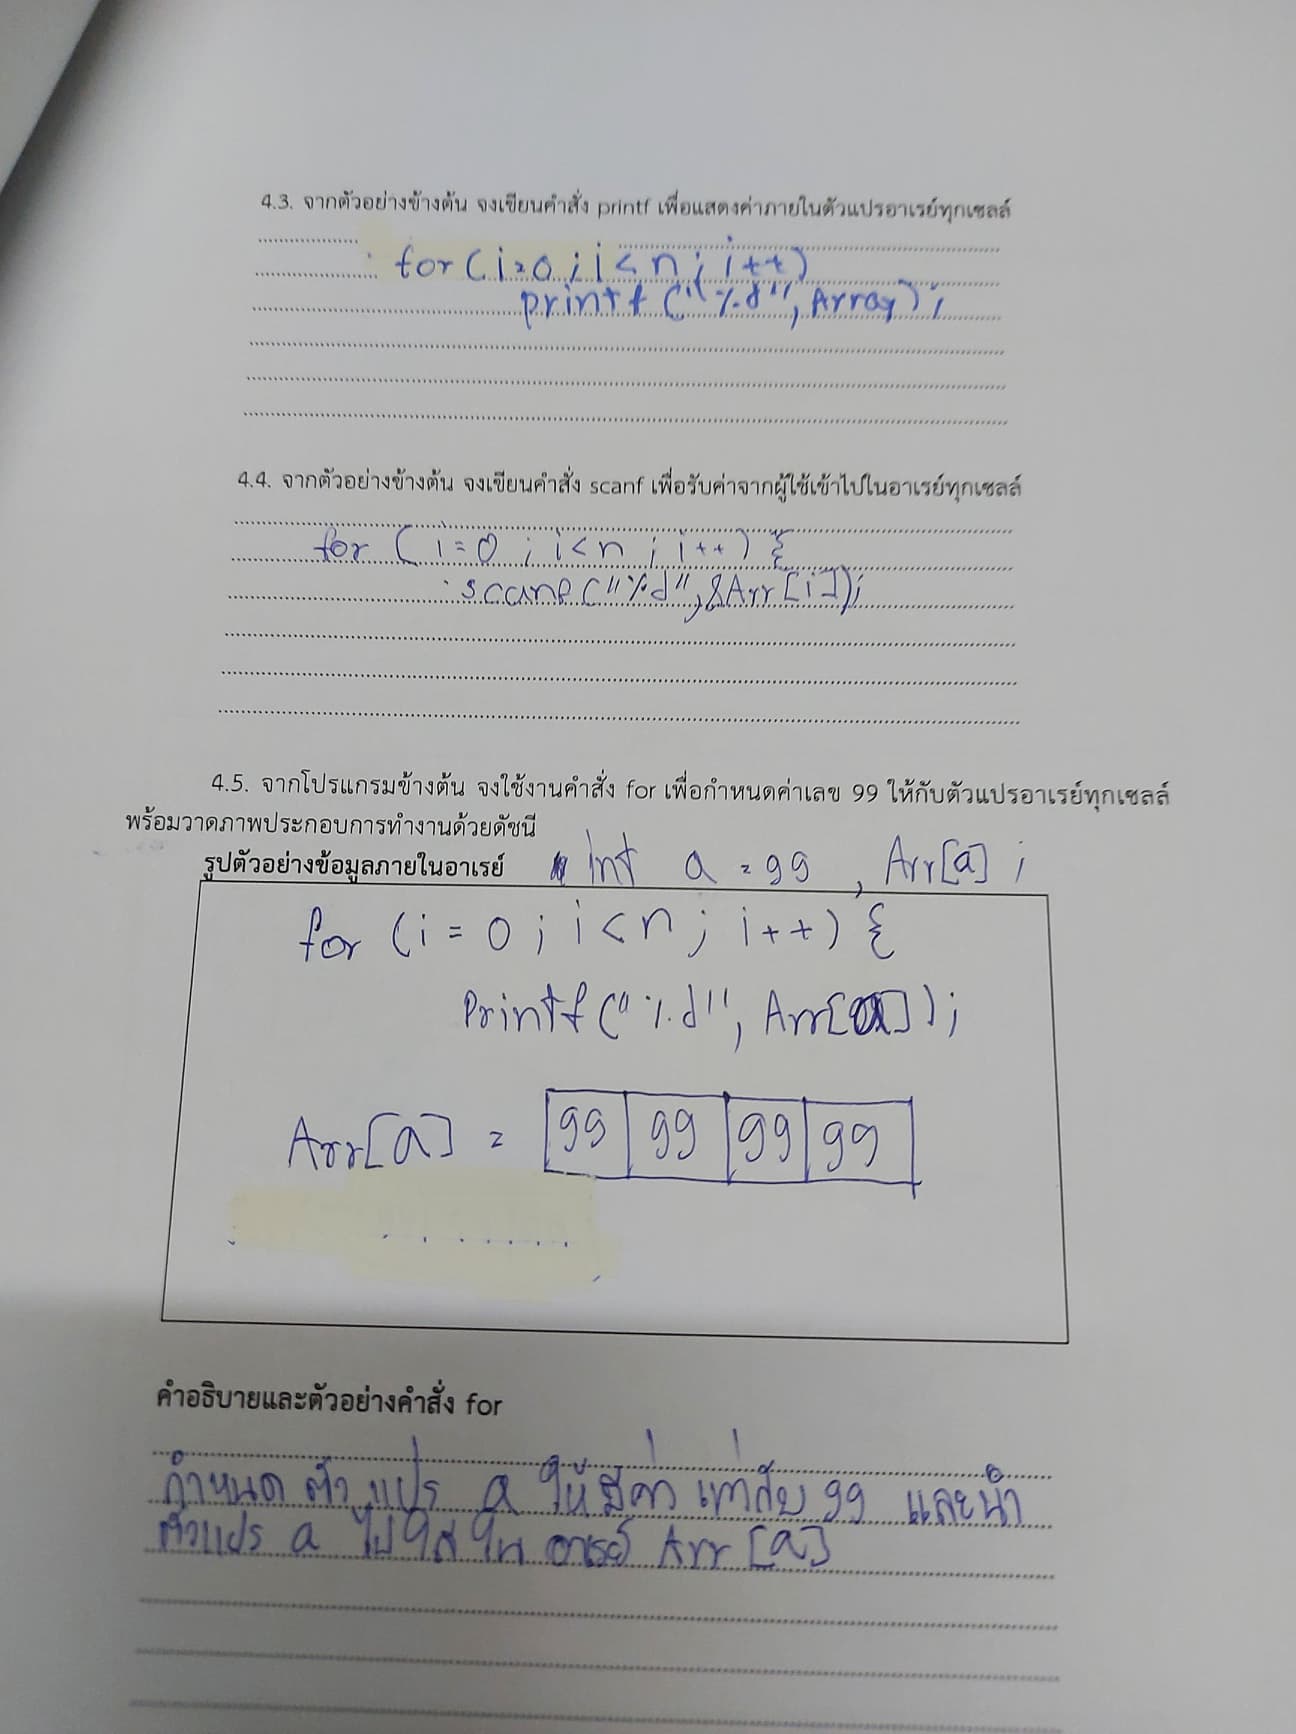 4.3. จากตัวอย่างข้างต้น จงเขียนคำสั่ง printf เพื่อแสดงค่าภายในตัวแปรอาเรย์ทุกเซลล์
for (i=0 ; i < n ; i++)
printf ("%d", Array);
4.4. จากตัวอย่างข้างต้น จงเขียนคำสั่ง scanf เพื่อรับค่าจากผู้ใช้เข้าไปในอาเรย์ทุกเซลล์
for ( i=0 ; i<n ; i++) {
scanf ("%d", &Arr[i]);
4.5. จากโปรแกรมข้างต้น จงใช้งานคำสั่ง for เพื่อกำหนดค่าเลข 99 ให้กับตัวแปรอาเรย์ทุกเซลล์
พร้อมวาดภาพประกอบการทำงานด้วยดัชนี
รูปตัวอย่างข้อมูลภายในอาเรย์ int a = 99 , Arr[a] ;
for (i = 0 ; i < n ; i++) {
Printf ("%d", Arr[a]);
Arr[a] = 99 99 99 99
คำอธิบายและตัวอย่างคำสั่ง for
กำหนด ตัวแปร a ให้มีค่า เท่ากับ 99 และนำ
ตัวแปร a ไปใส่ใน อาเรย์ Arr [a]